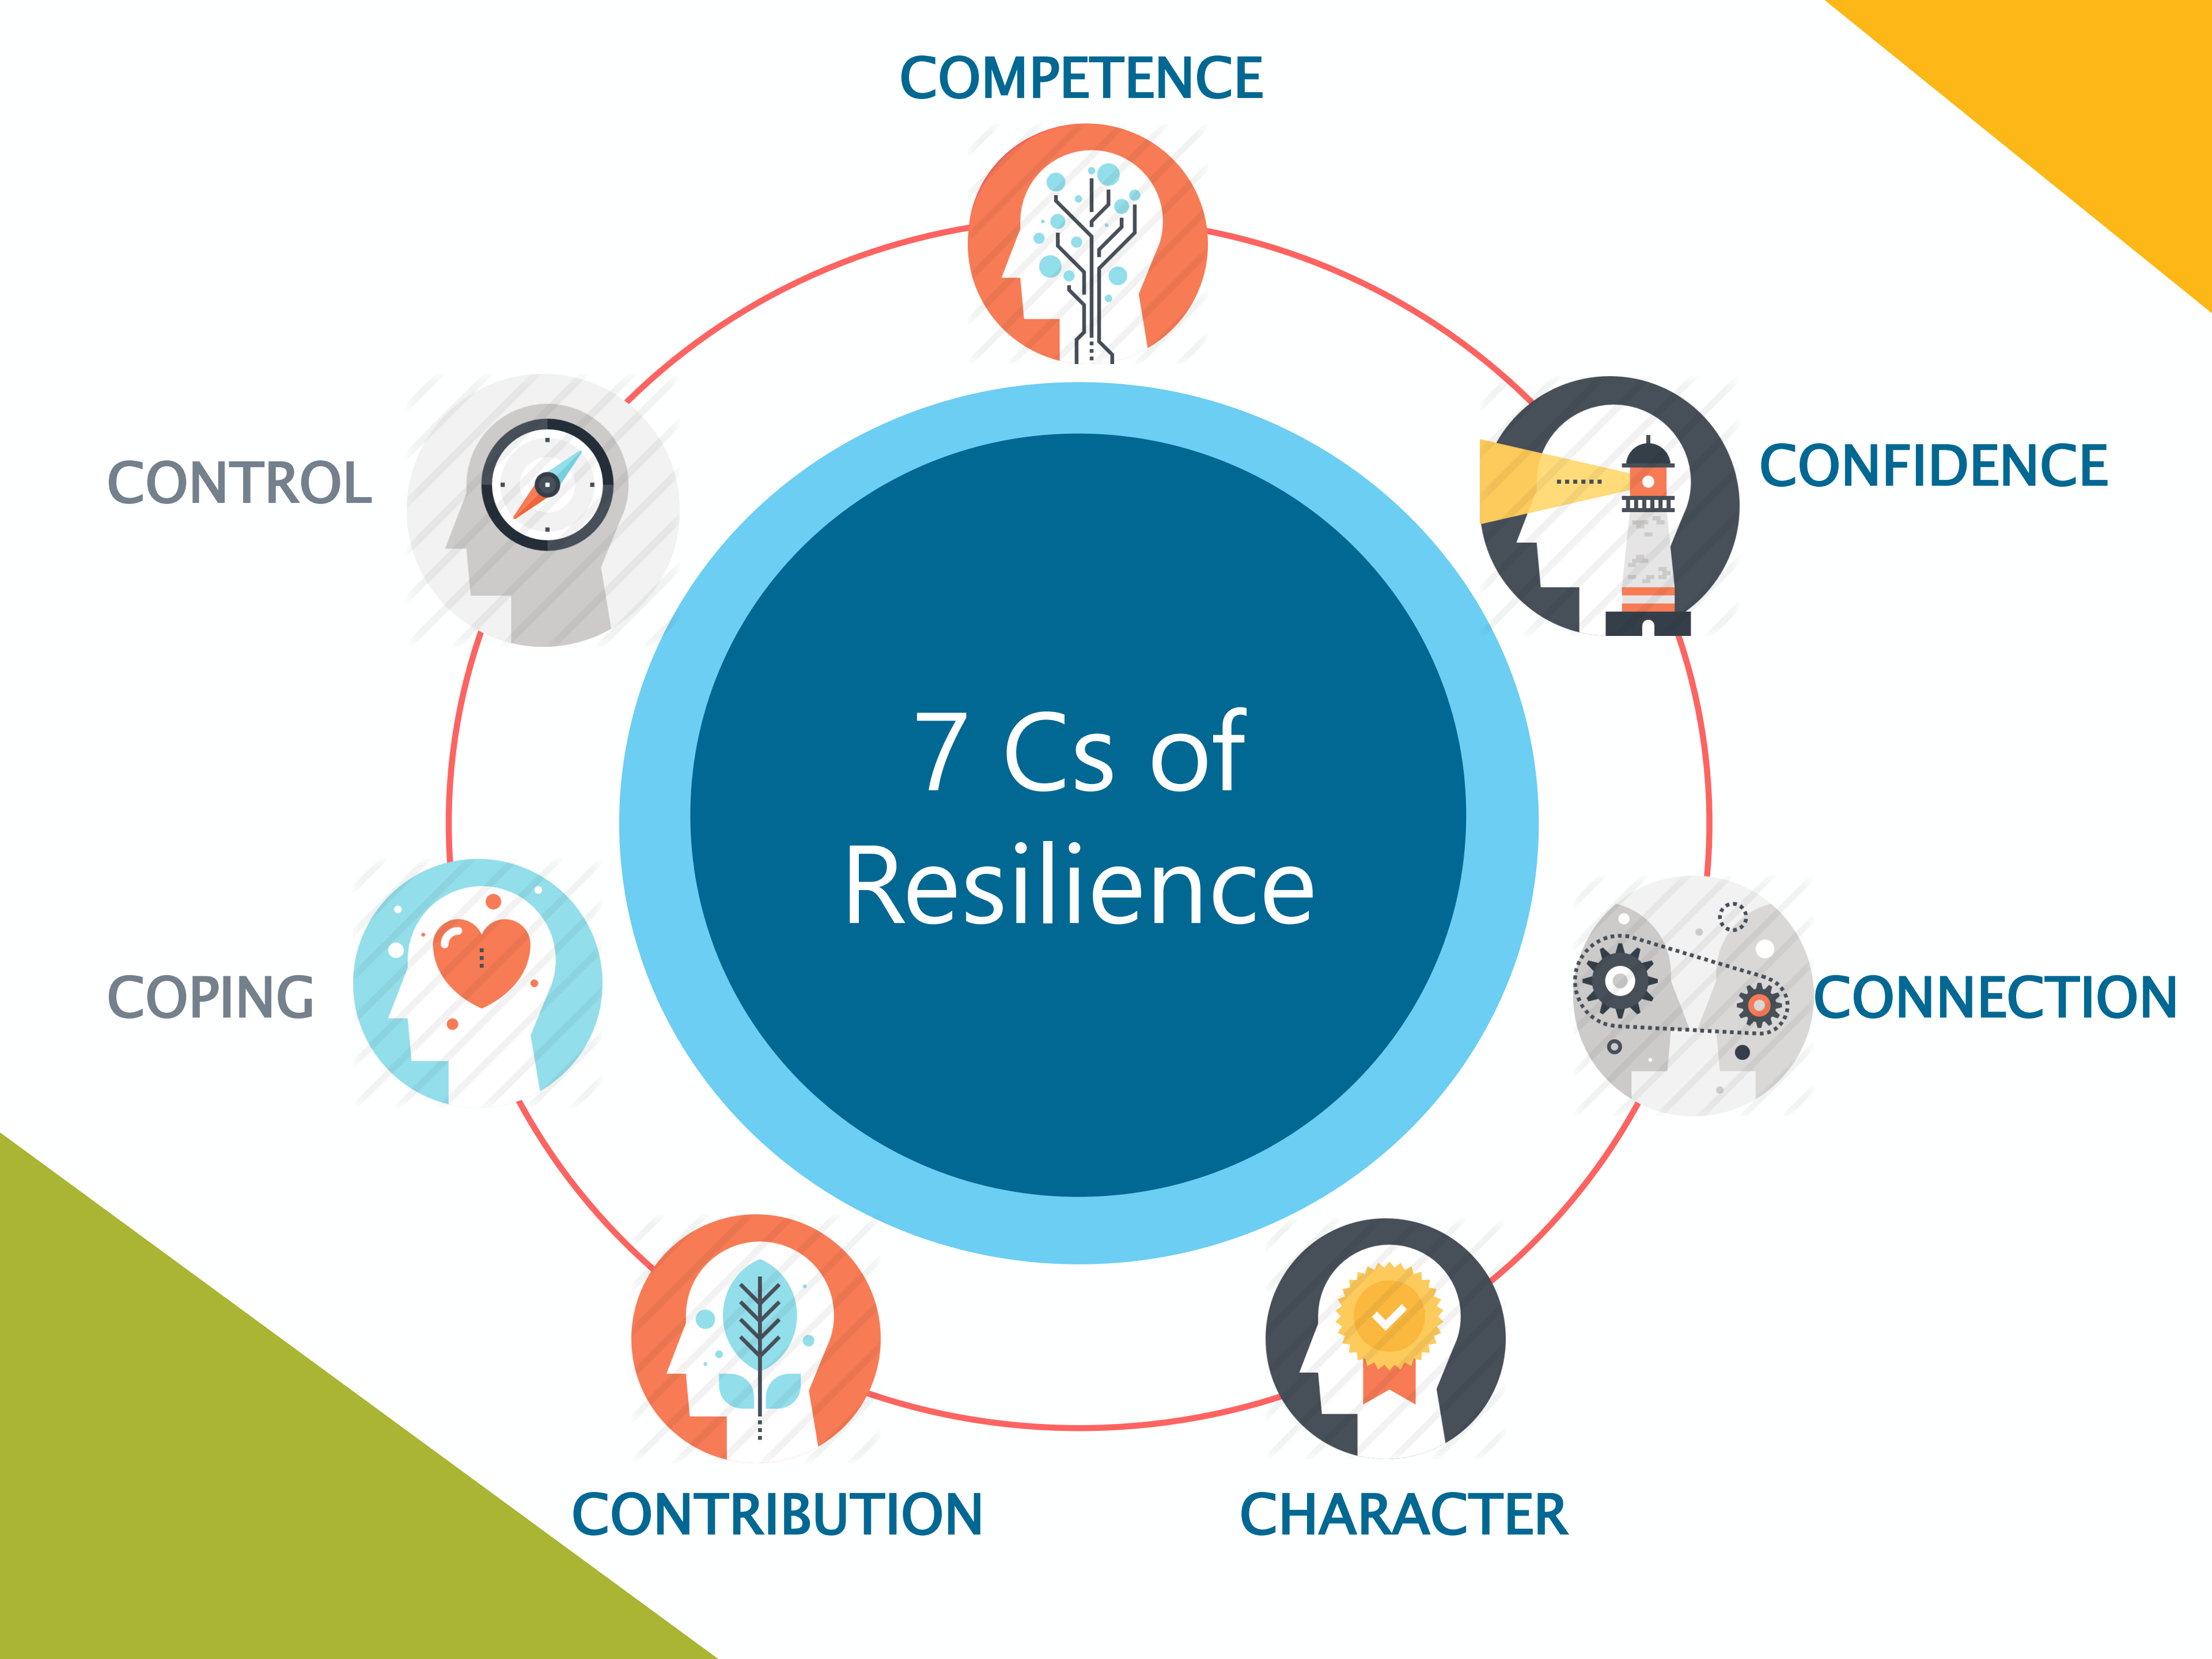 COMPETENCE
CONTROL
CONFIDENCE
7 Cs of
Resilience
COPING
CONNECTION
CONTRIBUTION
CHARACTER